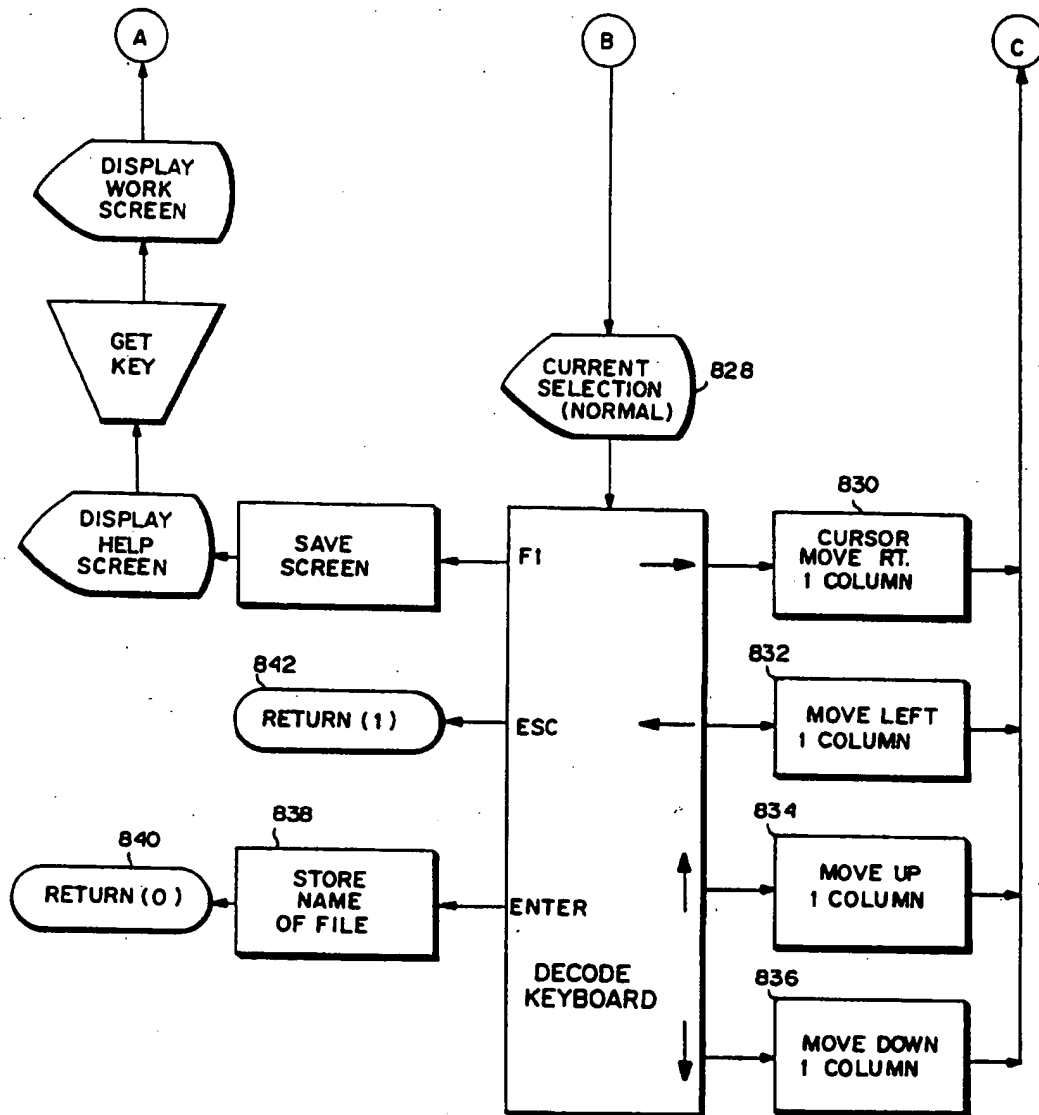 A
B
C
DISPLAY
WORK
SCREEN
GET
KEY
CURRENT
SELECTION
(NORMAL)
828
DISPLAY
HELP
SCREEN
SAVE
SCREEN
F1
830
CURSOR
MOVE RT.
1 COLUMN
842
RETURN (1)
ESC
832
MOVE LEFT
1 COLUMN
840
RETURN (0)
838
STORE
NAME
OF FILE
ENTER
DECODE
KEYBOARD
834
MOVE UP
1 COLUMN
836
MOVE DOWN
1 COLUMN